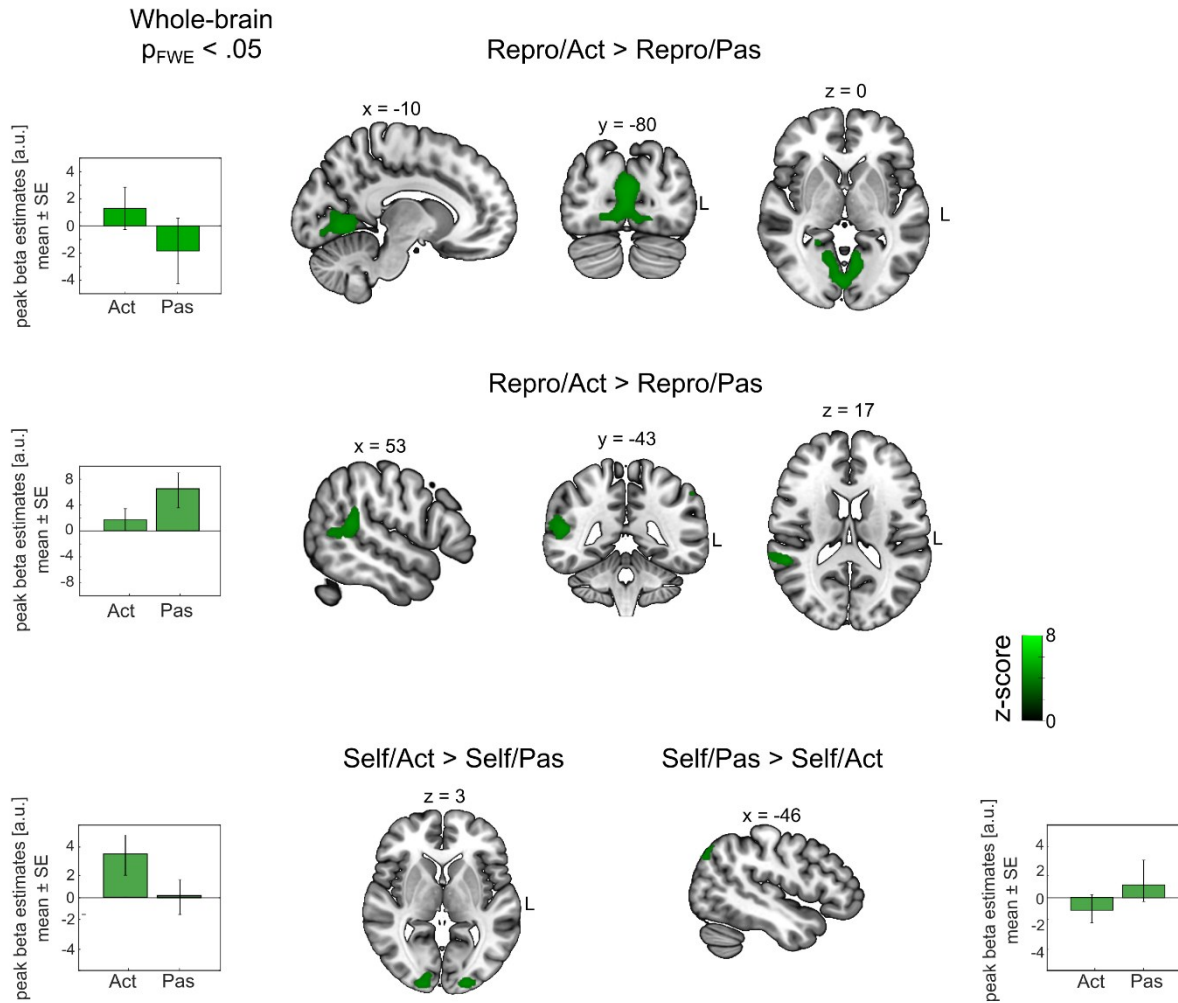 Whole-brain
pFWE < .05
Repro/Act > Repro/Pas
x = -10
y = -80
z = 0
L
L
peak beta estimates [a.u.]
mean ± SE
4
2
0
-2
-4
Act Pas
Repro/Act > Repro/Pas
x = 53
y = -43
z = 17
L
L
peak beta estimates [a.u.]
mean ± SE
8
4
0
-4
-8
Act Pas
z-score
8
0
Self/Act > Self/Pas
z = 3
L
peak beta estimates [a.u.]
mean ± SE
4
2
0
-2
-4
Act Pas
Self/Pas > Self/Act
x = -46
peak beta estimates [a.u.]
mean ± SE
4
2
0
-2
-4
Act Pas